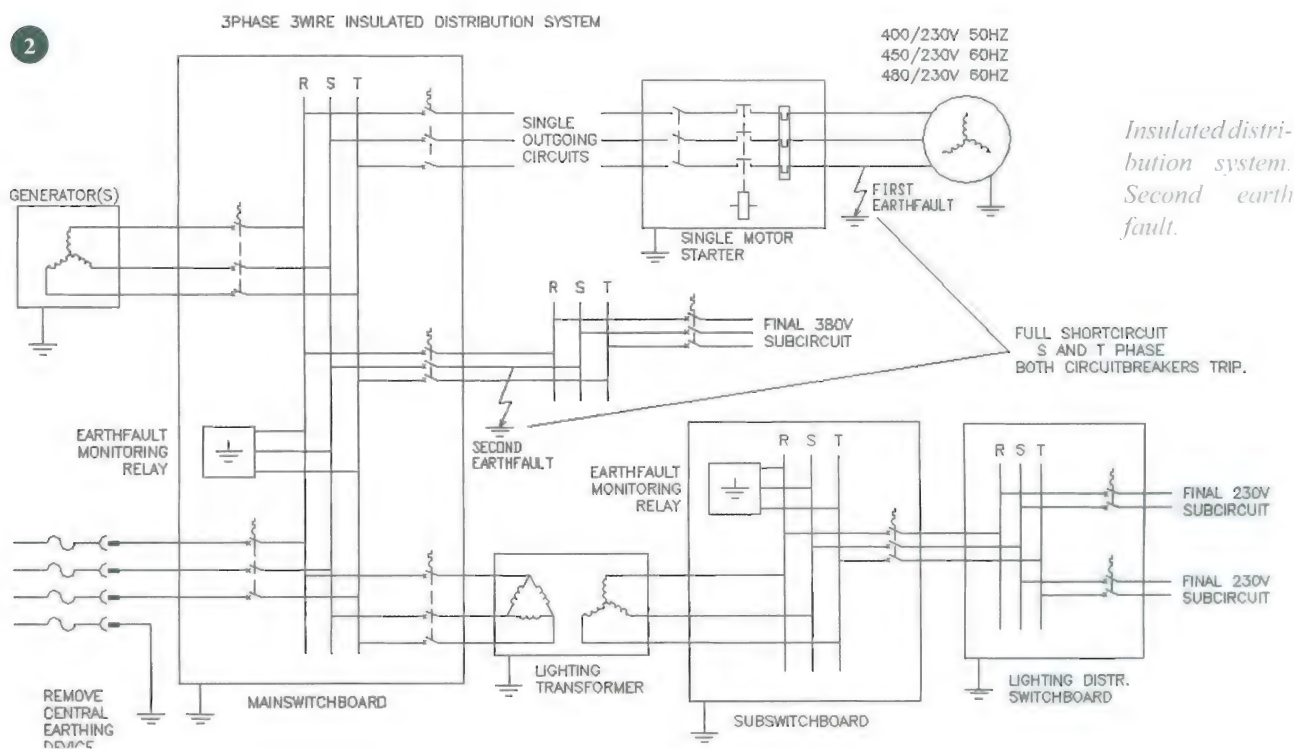 3PHASE 3WIRE INSULATED DISTRIBUTION SYSTEM
2
400/230V 50HZ
450/230V 60HZ
480/230V 60HZ
R S T
SINGLE
OUTGOING
CIRCUITS
Insulated distri-
bution system.
Second earth
fault.
GENERATOR(S)
FIRST
EARTHFAULT
SINGLE MOTOR
STARTER
R S T
FINAL 380V
SUBCIRCUIT
FULL SHORTCIRCUIT
S AND T PHASE
BOTH CIRCUITBREAKERS TRIP.
EARTHFAULT
MONITORING
RELAY
SECOND
EARTHFAULT
EARTHFAULT
MONITORING
RELAY
R S T
R S T
FINAL 230V
SUBCIRCUIT
FINAL 230V
SUBCIRCUIT
LIGHTING
TRANSFORMER
LIGHTING DISTR.
SWITCHBOARD
REMOVE
CENTRAL
EARTHING
DEVICE
MAINSWITCHBOARD
SUBSWITCHBOARD